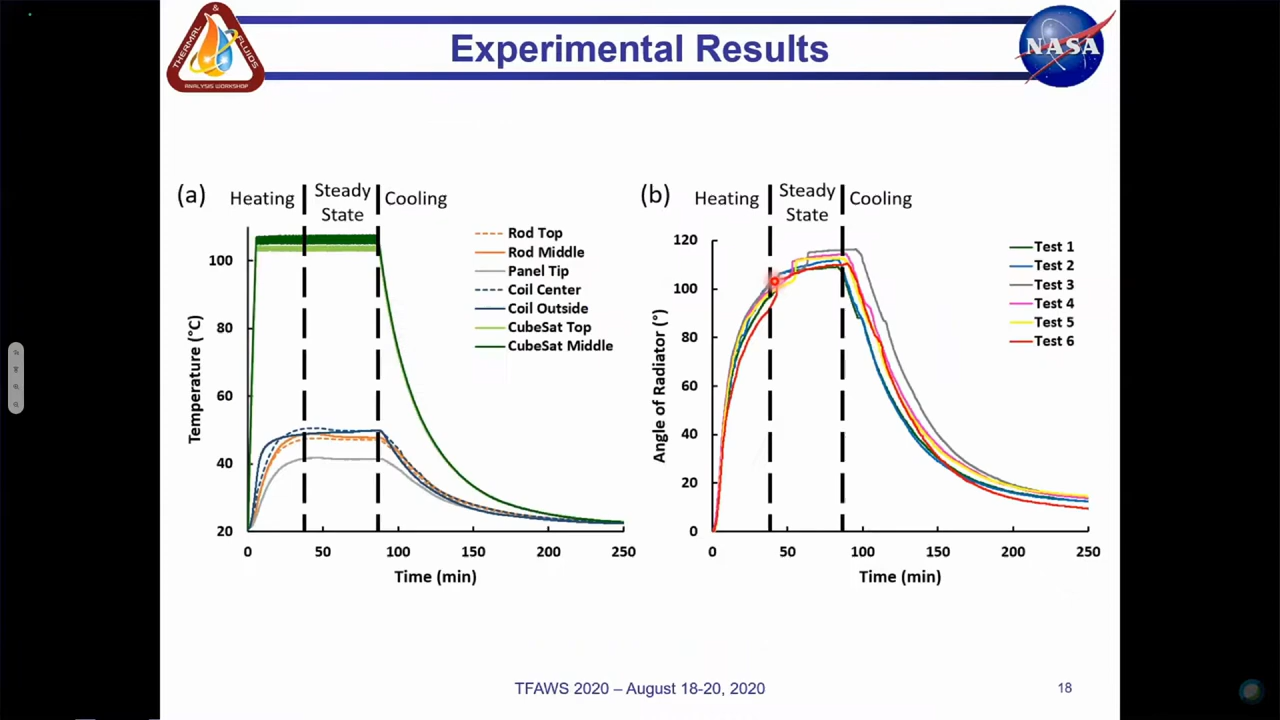 THERMAL & FLUIDS
ANALYSIS WORKSHOP
Experimental Results
NASA
(a)
Heating
Steady
State
Cooling
Rod Top
Rod Middle
Panel Tip
Coil Center
Coil Outside
CubeSat Top
CubeSat Middle
Temperature (°C)
100
80
60
40
20
0
50
100
150
200
250
Time (min)
(b)
Heating
Steady
State
Cooling
Test 1
Test 2
Test 3
Test 4
Test 5
Test 6
Angle of Radiator (°)
120
100
80
60
40
20
0
0
50
100
150
200
250
Time (min)
TFAWS 2020 – August 18-20, 2020
18